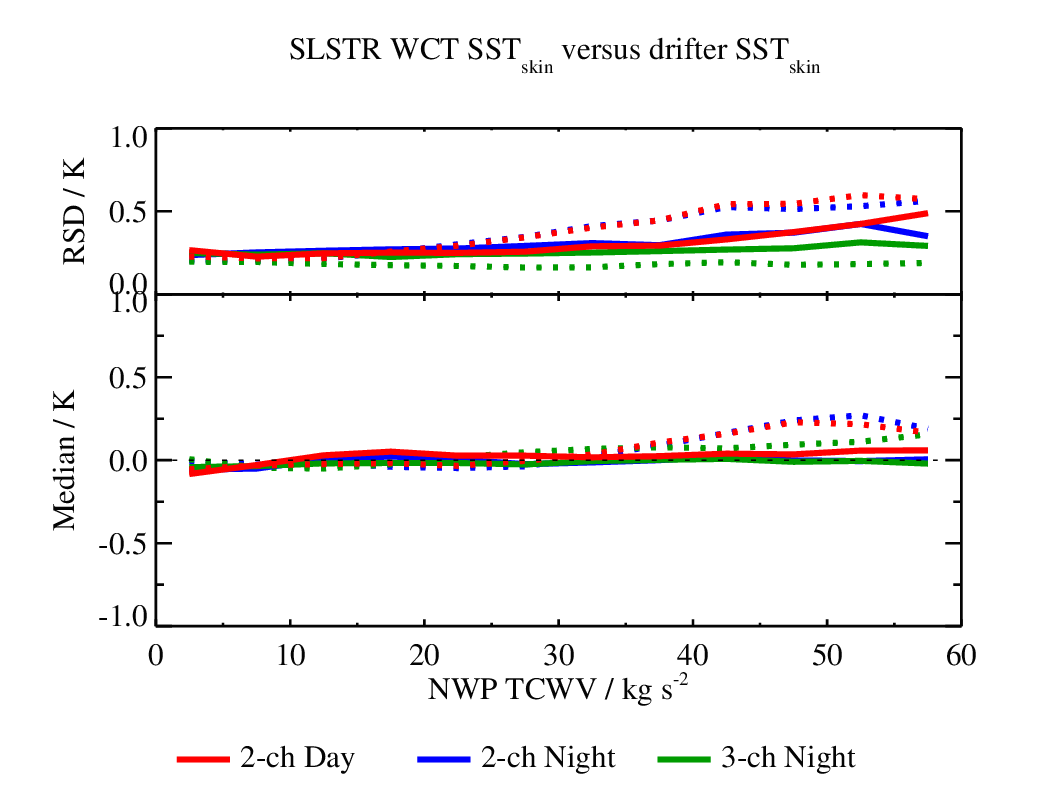 SLSTR WCT SSTskin versus drifter SSTskin
RSD / K
1.0
0.5
0.0
Median / K
1.0
0.5
0.0
-0.5
-1.0
0 10 20 30 40 50 60
NWP TCWV / kg s-2
2-ch Day 2-ch Night 3-ch Night